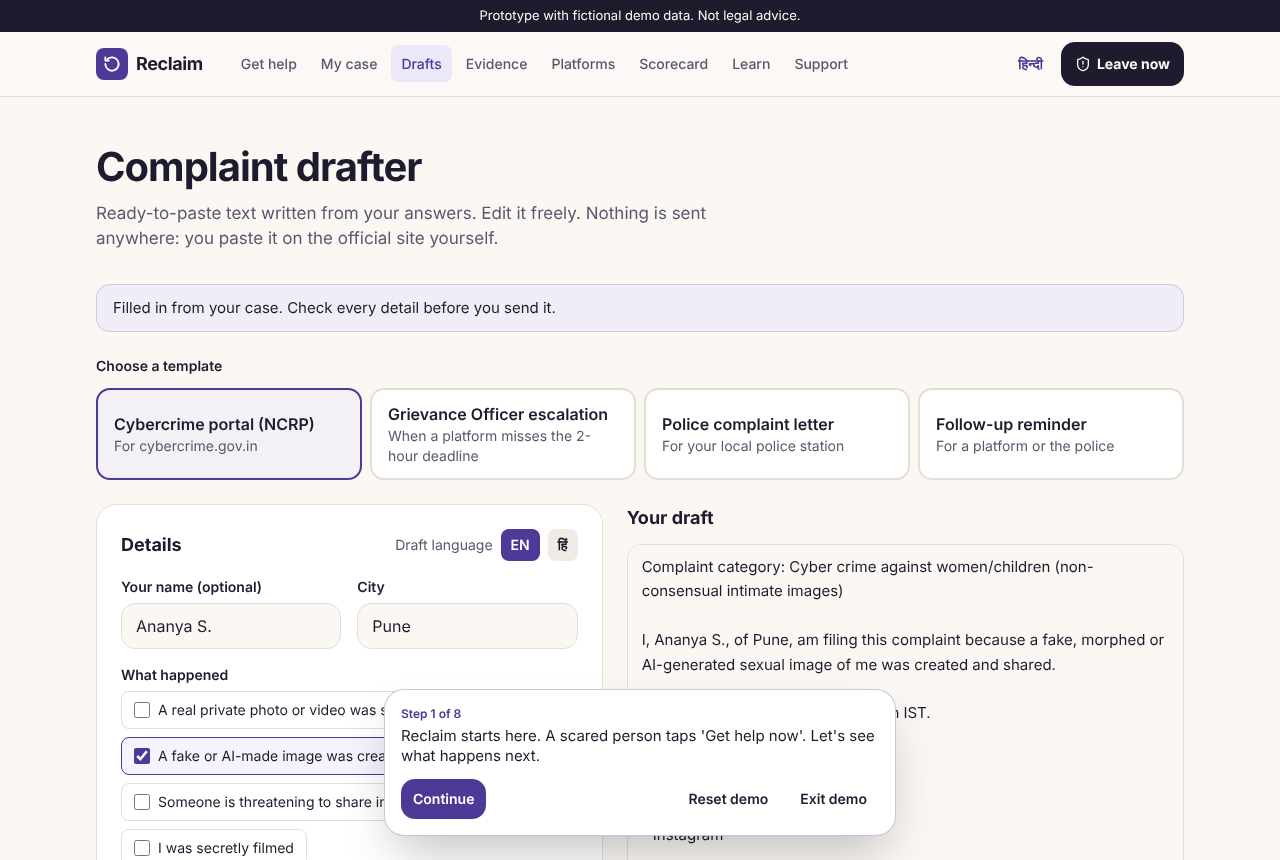 Prototype with fictional demo data. Not legal advice.
Reclaim
Get help
My case
Drafts
Evidence
Platforms
Scorecard
Learn
Support
हिन्दी
Leave now
Complaint drafter
Ready-to-paste text written from your answers. Edit it freely. Nothing is sent
anywhere: you paste it on the official site yourself.
Filled in from your case. Check every detail before you send it.
Choose a template
Cybercrime portal (NCRP)
For cybercrime.gov.in
Grievance Officer escalation
When a platform misses the 2-
hour deadline
Police complaint letter
For your local police station
Follow-up reminder
For a platform or the police
Details
Draft language
EN
हिं
Your name (optional)
City
Ananya S.
Pune
What happened
A real private photo or video was
A fake or AI-made image was
Someone is threatening to share
I was secretly filmed
Your draft
Complaint category: Cyber crime against women/children (non-
consensual intimate images)
I, Ananya S., of Pune, am filing this complaint because a fake, morphed or
AI-generated sexual image of me was created and shared.
IST.
Instagram
Step 1 of 8
Reclaim starts here. A scared person taps 'Get help now'. Let's see
what happens next.
Continue
Reset demo
Exit demo